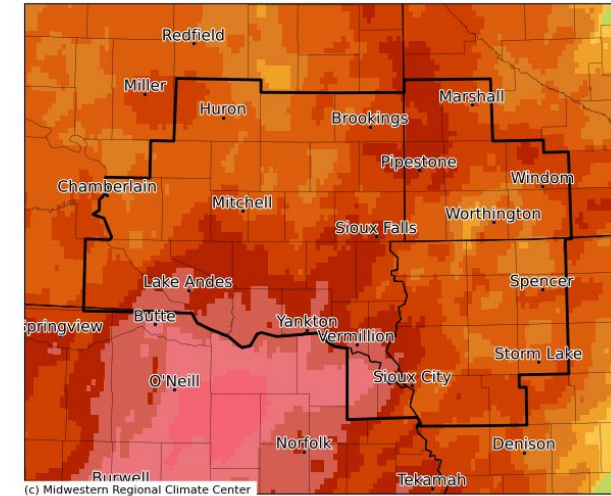 Redfield
Miller
Marshall
Huron
Brookings
Pipestone
Windom
Chamberlain
Mitchell
Worthington
Sioux Falls
Lake Andes
Spencer
Butte
Yankton
springview
Vermillion
Storm Lake
O'Neill
Sioux City
Norfolk
Denison
Burwell
Tekamah
(c) Midwestern Regional Climate Center